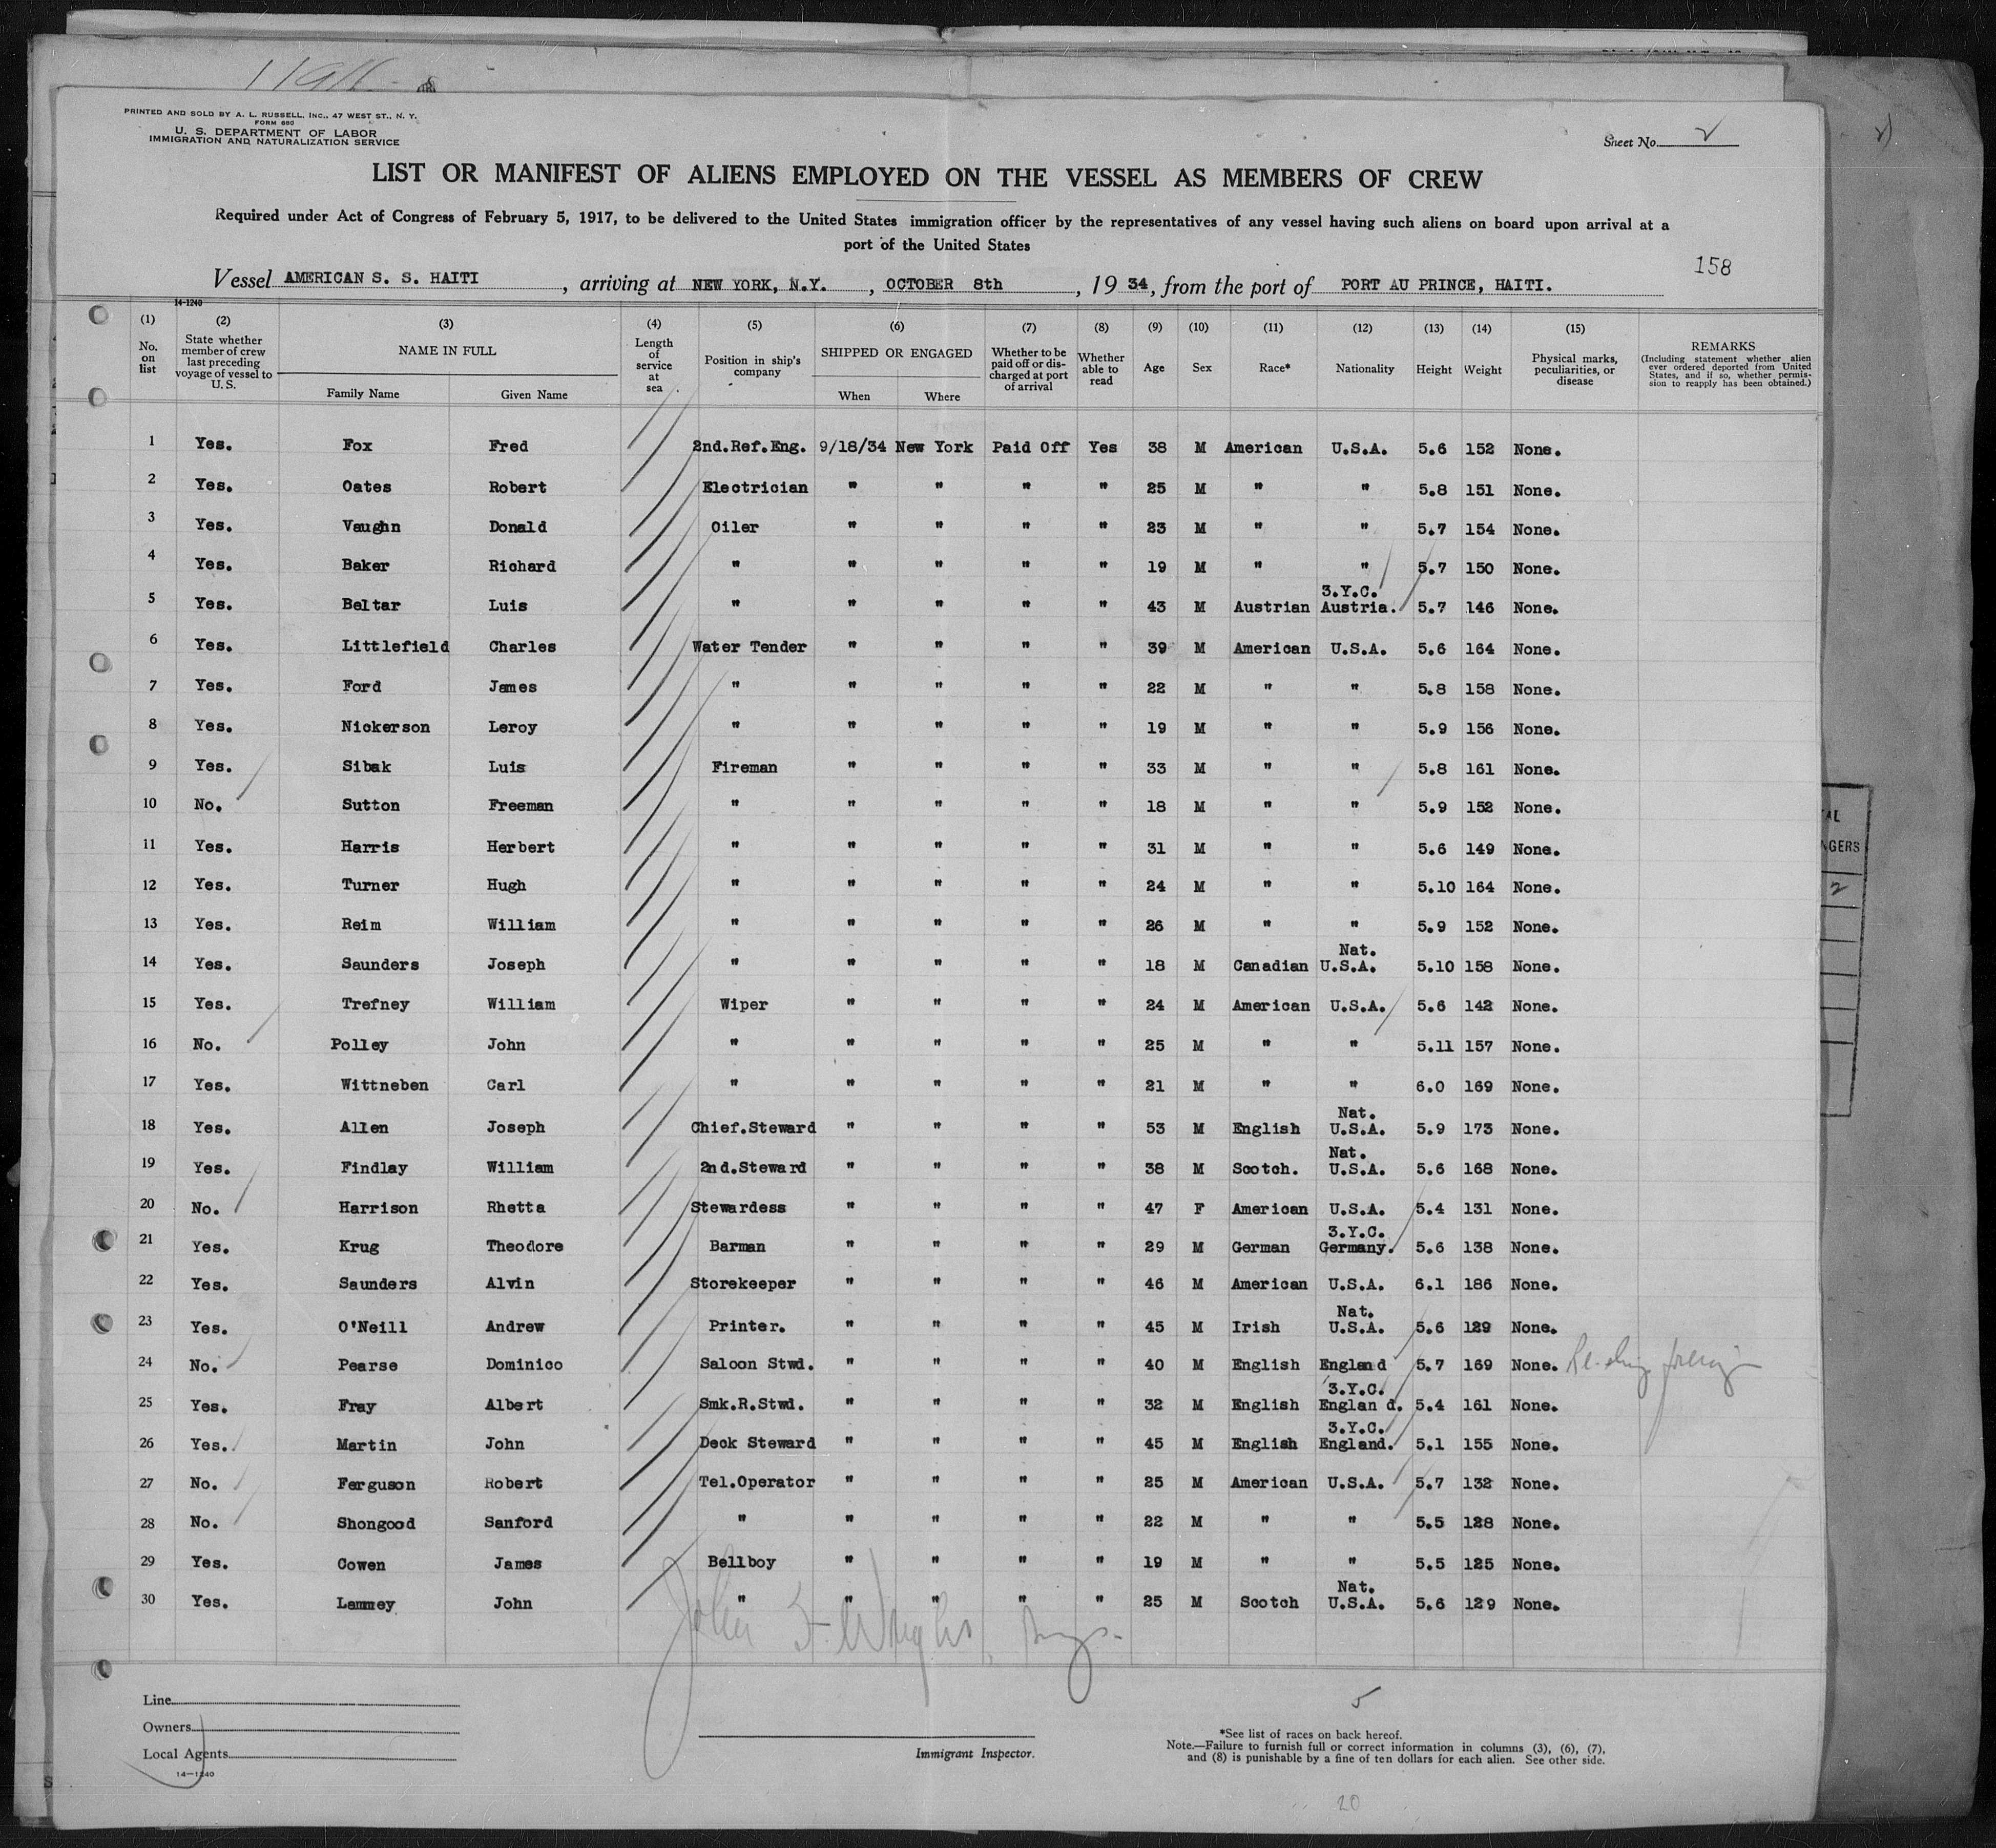 PRINTED AND SOLD BY A. L. RUSSELL, INC., 47 WEST ST., N. Y.
FORM 680
U. S. DEPARTMENT OF LABOR
IMMIGRATION AND NATURALIZATION SERVICE
Sheet No. 2
LIST OR MANIFEST OF ALIENS EMPLOYED ON THE VESSEL AS MEMBERS OF CREW
Required under Act of Congress of February 5, 1917, to be delivered to the United States immigration officer by the representatives of any vessel having such aliens on board upon arrival at a
port of the United States
158
Vessel AMERICAN S. S. HAITI, arriving at NEW YORK, N.Y., OCTOBER 8th, 19 34, from the port of PORT AU PRINCE, HAITI.
14-1240
(1) (2) (3) (4) (5) (6) (7) (8) (9) (10) (11) (12) (13) (14) (15)
No. on list State whether member of crew last preceding voyage of vessel to U. S. NAME IN FULL Length of service at sea Position in ship's company SHIPPED OR ENGAGED Whether to be paid off or discharged at port of arrival Whether able to read Age Sex Race* Nationality Height Weight Physical marks, peculiarities, or disease REMARKS (Including statement whether alien ever ordered deported from United States, and if so, whether permission to reapply has been obtained.)
Family Name Given Name When Where
1 Yes. Fox Fred 2nd.Ref.Eng. 9/18/34 New York Paid Off Yes 38 M American U.S.A. 5.6 152 None.
2 Yes. Oates Robert Electrician " " " " 25 M " " 5.8 151 None.
3 Yes. Vaughn Donald Oiler " " " " 23 M " " 5.7 154 None.
4 Yes. Baker Richard " " " " " 19 M " " 5.7 150 None.
3.Y.C.
5 Yes. Beltar Luis " " " " " 43 M Austrian Austria. 5.7 146 None.
6 Yes. Littlefield Charles Water Tender " " " " 39 M American U.S.A. 5.6 164 None.
7 Yes. Ford James " " " " " 22 M " " 5.8 158 None.
8 Yes. Nickerson Leroy " " " " " 19 M " " 5.9 156 None.
9 Yes. Sibak Luis Fireman " " " " 33 M " " 5.8 161 None.
10 No. Sutton Freeman " " " " " 18 M " " 5.9 152 None.
11 Yes. Harris Herbert " " " " " 31 M " " 5.6 149 None.
12 Yes. Turner Hugh " " " " " 24 M " " 5.10 164 None.
13 Yes. Reim William " " " " " 26 M " " 5.9 152 None.
Nat.
14 Yes. Saunders Joseph " " " " " 18 M Canadian U.S.A. 5.10 158 None.
15 Yes. Trefney William Wiper " " " " 24 M American U.S.A. 5.6 142 None.
16 No. Polley John " " " " " 25 M " " 5.11 157 None.
17 Yes. Wittneben Carl " " " " " 21 M " " 6.0 169 None.
Nat.
18 Yes. Allen Joseph Chief.Steward " " " " 53 M English U.S.A. 5.9 173 None.
Nat.
19 Yes. Findlay William 2nd.Steward " " " " 38 M Scotch. U.S.A. 5.6 168 None.
20 No. Harrison Rhetta Stewardess " " " " 47 F American U.S.A. 5.4 131 None.
3.Y.C.
21 Yes. Krug Theodore Barman " " " " 29 M German Germany. 5.6 138 None.
22 Yes. Saunders Alvin Storekeeper " " " " 46 M American U.S.A. 6.1 186 None.
Nat.
23 Yes. O'Neill Andrew Printer. " " " " 45 M Irish U.S.A. 5.6 129 None.
24 No. Pearse Dominico Saloon Stwd. " " " " 40 M English England 5.7 169 None.
3.Y.C.
25 Yes. Fray Albert Smk.R.Stwd. " " " " 32 M English Englan d. 5.4 161 None.
3.Y.C.
26 Yes. Martin John Deck Steward " " " " 45 M English England. 5.1 155 None.
27 No. Ferguson Robert Tel.Operator " " " " 25 M American U.S.A. 5.7 132 None.
28 No. Shongood Sanford " " " " " 22 M " " 5.5 128 None.
29 Yes. Cowen James Bellboy " " " " 19 M " " 5.5 125 None.
Nat.
30 Yes. Lammey John " " " " " 25 M Scotch U.S.A. 5.6 129 None.
Line
Owners
Local Agents
14—1240
Immigrant Inspector.
5
*See list of races on back hereof.
Note.—Failure to furnish full or correct information in columns (3), (6), (7),
and (8) is punishable by a fine of ten dollars for each alien. See other side.
20